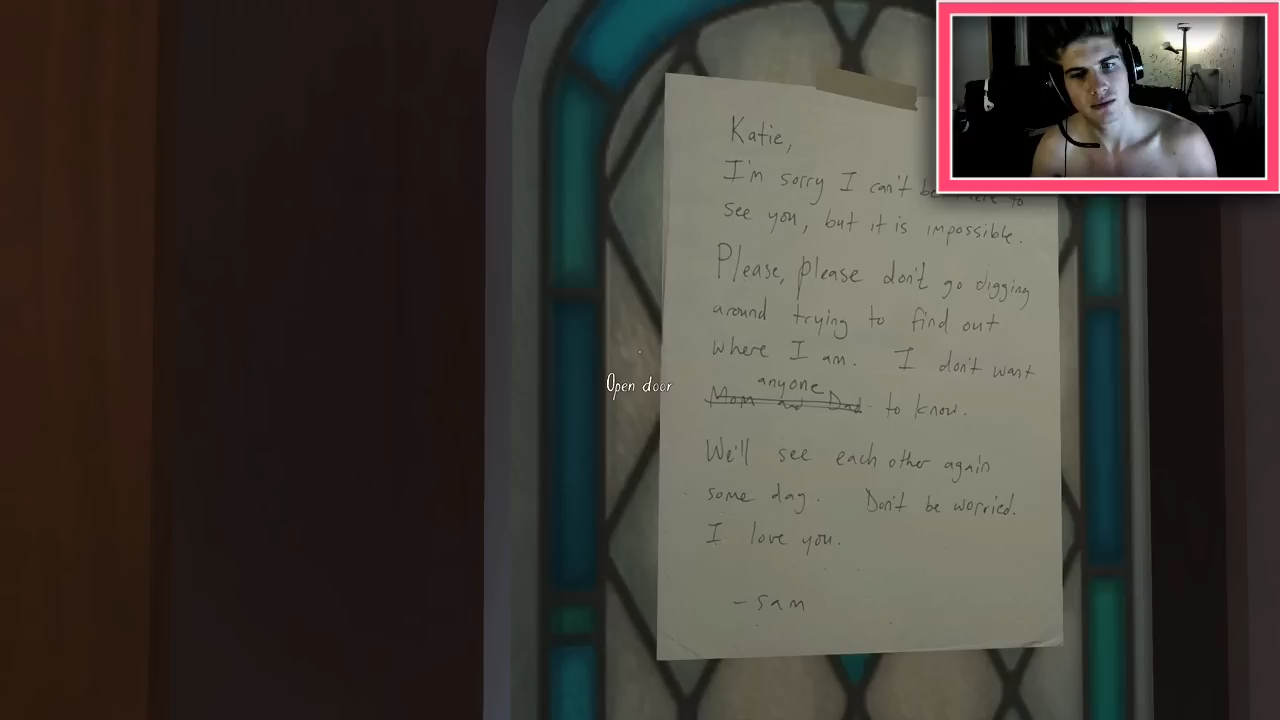 Katie,
I'm sorry I can't be to
see you, but it is impossible.
Please, please don't go digging
around trying to find out
where I am. I don't want
anyone
Mom and Dad to know.
We'll see each other again
some day. Don't be worried.
I love you.
- Sam
Open door